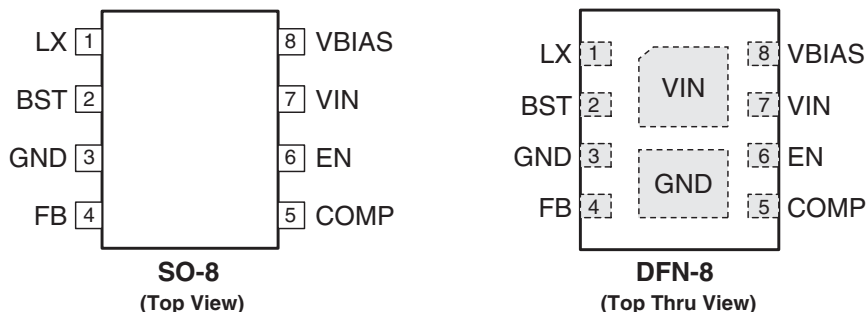 LX 1 8 VBIAS
BST 2 7 VIN
GND 3 6 EN
FB 4 5 COMP
SO-8
(Top View)
LX 1 8 VBIAS
VIN
BST 2 7 VIN
GND 3 6 EN
GND
FB 4 5 COMP
DFN-8
(Top Thru View)